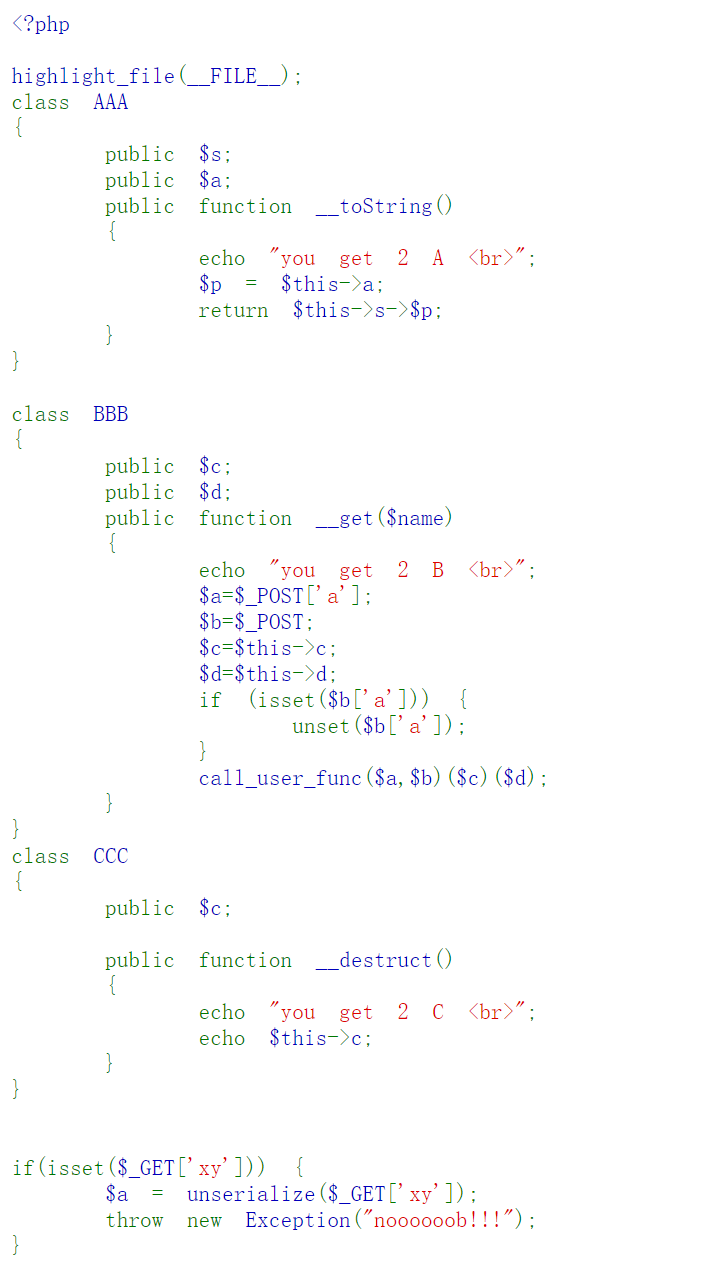 <?php
highlight_file(__FILE__);
class AAA
{
public $s;
public $a;
public function __toString()
{
echo "you get 2 A <br>";
$p = $this->a;
return $this->s->$p;
}
}
class BBB
{
public $c;
public $d;
public function __get($name)
{
echo "you get 2 B <br>";
$a=$_POST['a'];
$b=$_POST;
$c=$this->c;
$d=$this->d;
if (isset($b['a'])) {
unset($b['a']);
}
call_user_func($a,$b)($c)($d);
}
}
class CCC
{
public $c;
public function __destruct()
{
echo "you get 2 C <br>";
echo $this->c;
}
}
if(isset($_GET['xy'])) {
$a = unserialize($_GET['xy']);
throw new Exception("noooooob!!!");
}